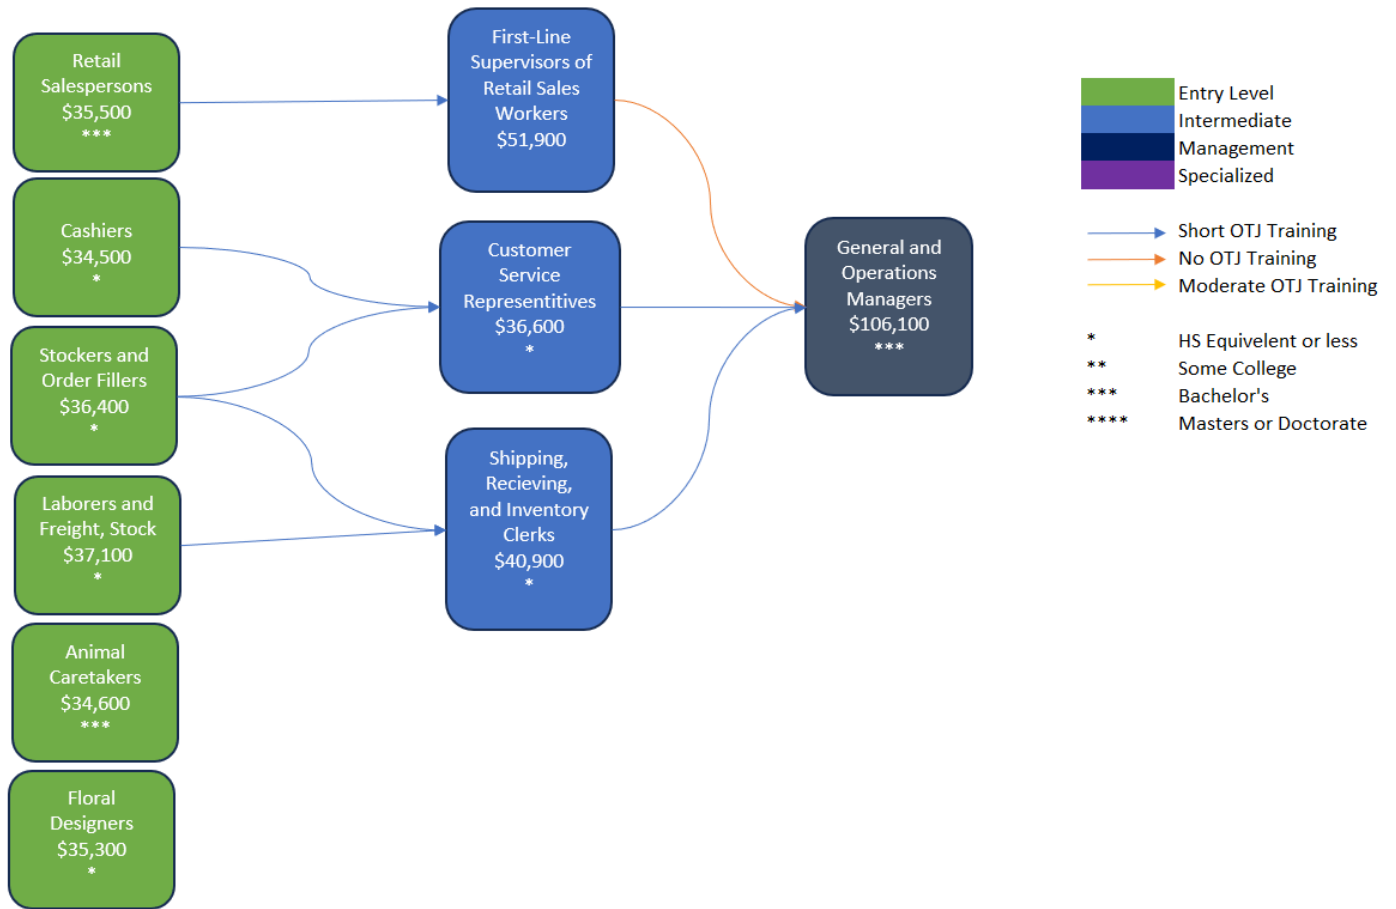 Retail
Salespersons
$35,500
***
Cashiers
$34,500
*
Stockers and
Order Fillers
$36,400
*
Laborers and
Freight, Stock
$37,100
*
Animal
Caretakers
$34,600
***
Floral
Designers
$35,300
*
First-Line
Supervisors of
Retail Sales
Workers
$51,900
Customer
Service
Representitives
$36,600
*
Shipping,
Recieving,
and Inventory
Clerks
$40,900
*
General and
Operations
Managers
$106,100
***
Entry Level
Intermediate
Management
Specialized
Short OTJ Training
No OTJ Training
Moderate OTJ Training
* HS Equivelent or less
** Some College
*** Bachelor's
**** Masters or Doctorate